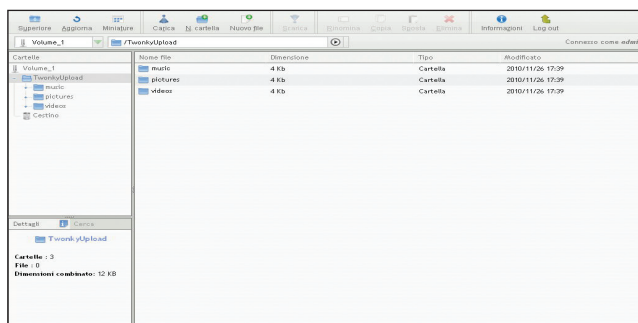 Superiore Aggiorna Miniature Carica N. cartella Nuovo file Scarica Rinomina Copia Sposta Elimina Informazioni Log out
Volume_1 /TwonkyUpload Connesso come admi
Cartelle Nome file Dimensione Tipo Modificato
Volume_1 music 4 Kb Cartella 2010/11/26 17:39
TwonkyUpload pictures 4 Kb Cartella 2010/11/26 17:39
music videos 4 Kb Cartella 2010/11/26 17:39
pictures
videos
Cestino
Dettagli Cerca
TwonkyUpload
Cartelle : 3
File : 0
Dimensioni combinato: 12 KB